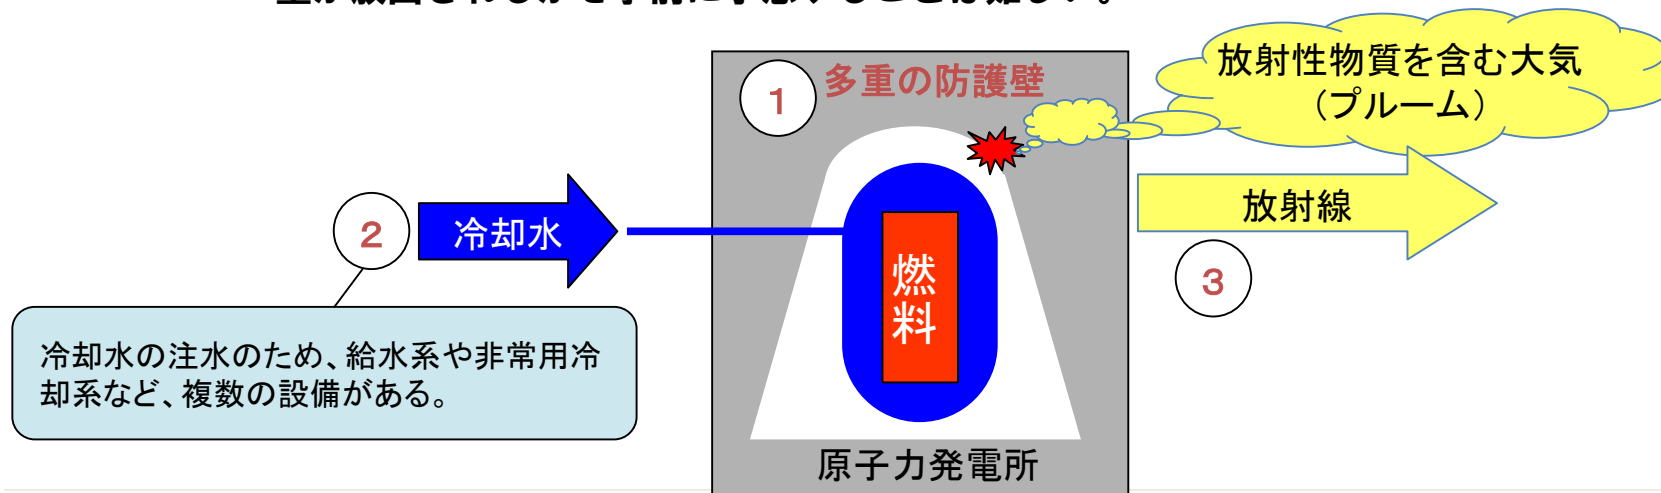 １
多重の防護壁
放射性物質を含む大気
（プルーム）
２
冷却水
放射線
３
燃料
冷却水の注水のため、給水系や非常用冷
却系など、複数の設備がある。
原子力発電所